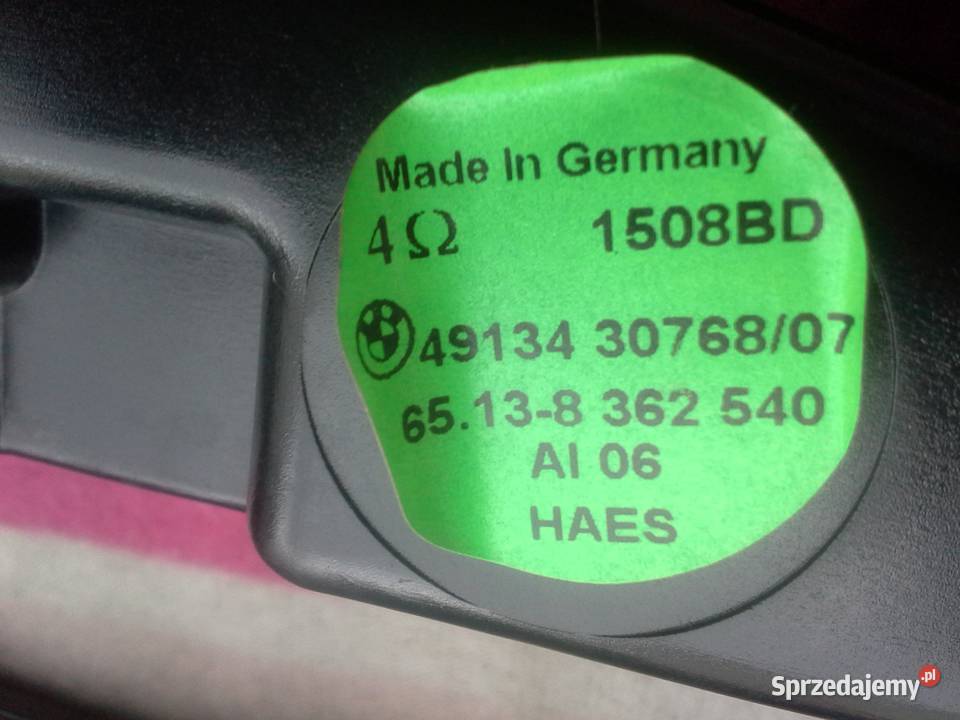 Made In Germany
4Ω 1508BD
49134 30768/07
65.13-8 362 540
AI 06
HAES
Sprzedajemy.pl